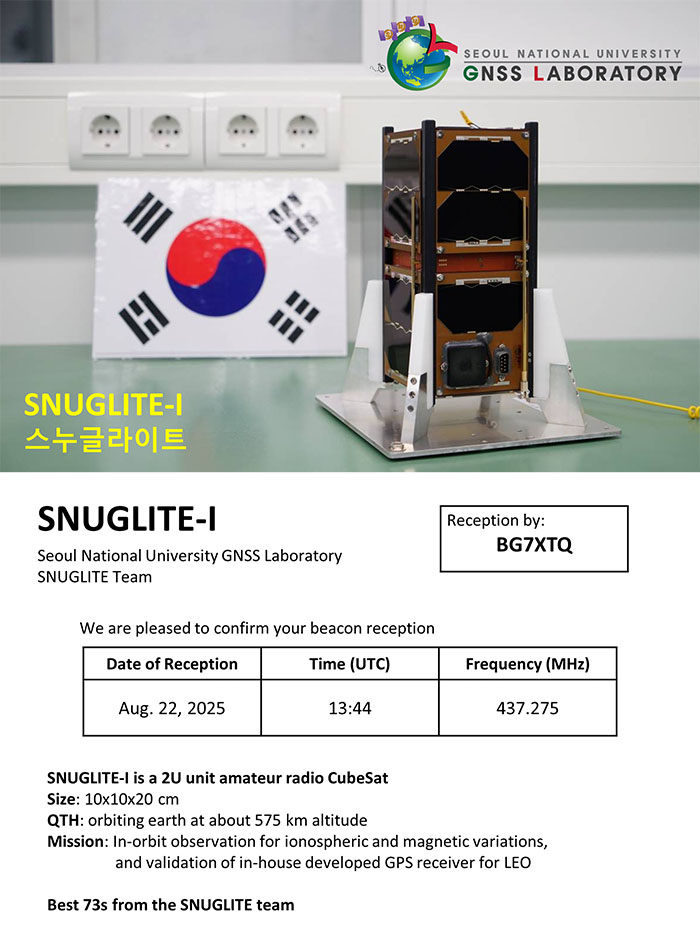 SEOUL NATIONAL UNIVERSITY
GNSS LABORATORY
SNUGLITE-I
스누글라이트
SNUGLITE-I
Seoul National University GNSS Laboratory
SNUGLITE Team
Reception by:
BG7XTQ
We are pleased to confirm your beacon reception
Date of Reception Time (UTC) Frequency (MHz)
Aug. 22, 2025 13:44 437.275
SNUGLITE-I is a 2U unit amateur radio CubeSat
Size: 10x10x20 cm
QTH: orbiting earth at about 575 km altitude
Mission: In-orbit observation for ionospheric and magnetic variations,
and validation of in-house developed GPS receiver for LEO
Best 73s from the SNUGLITE team